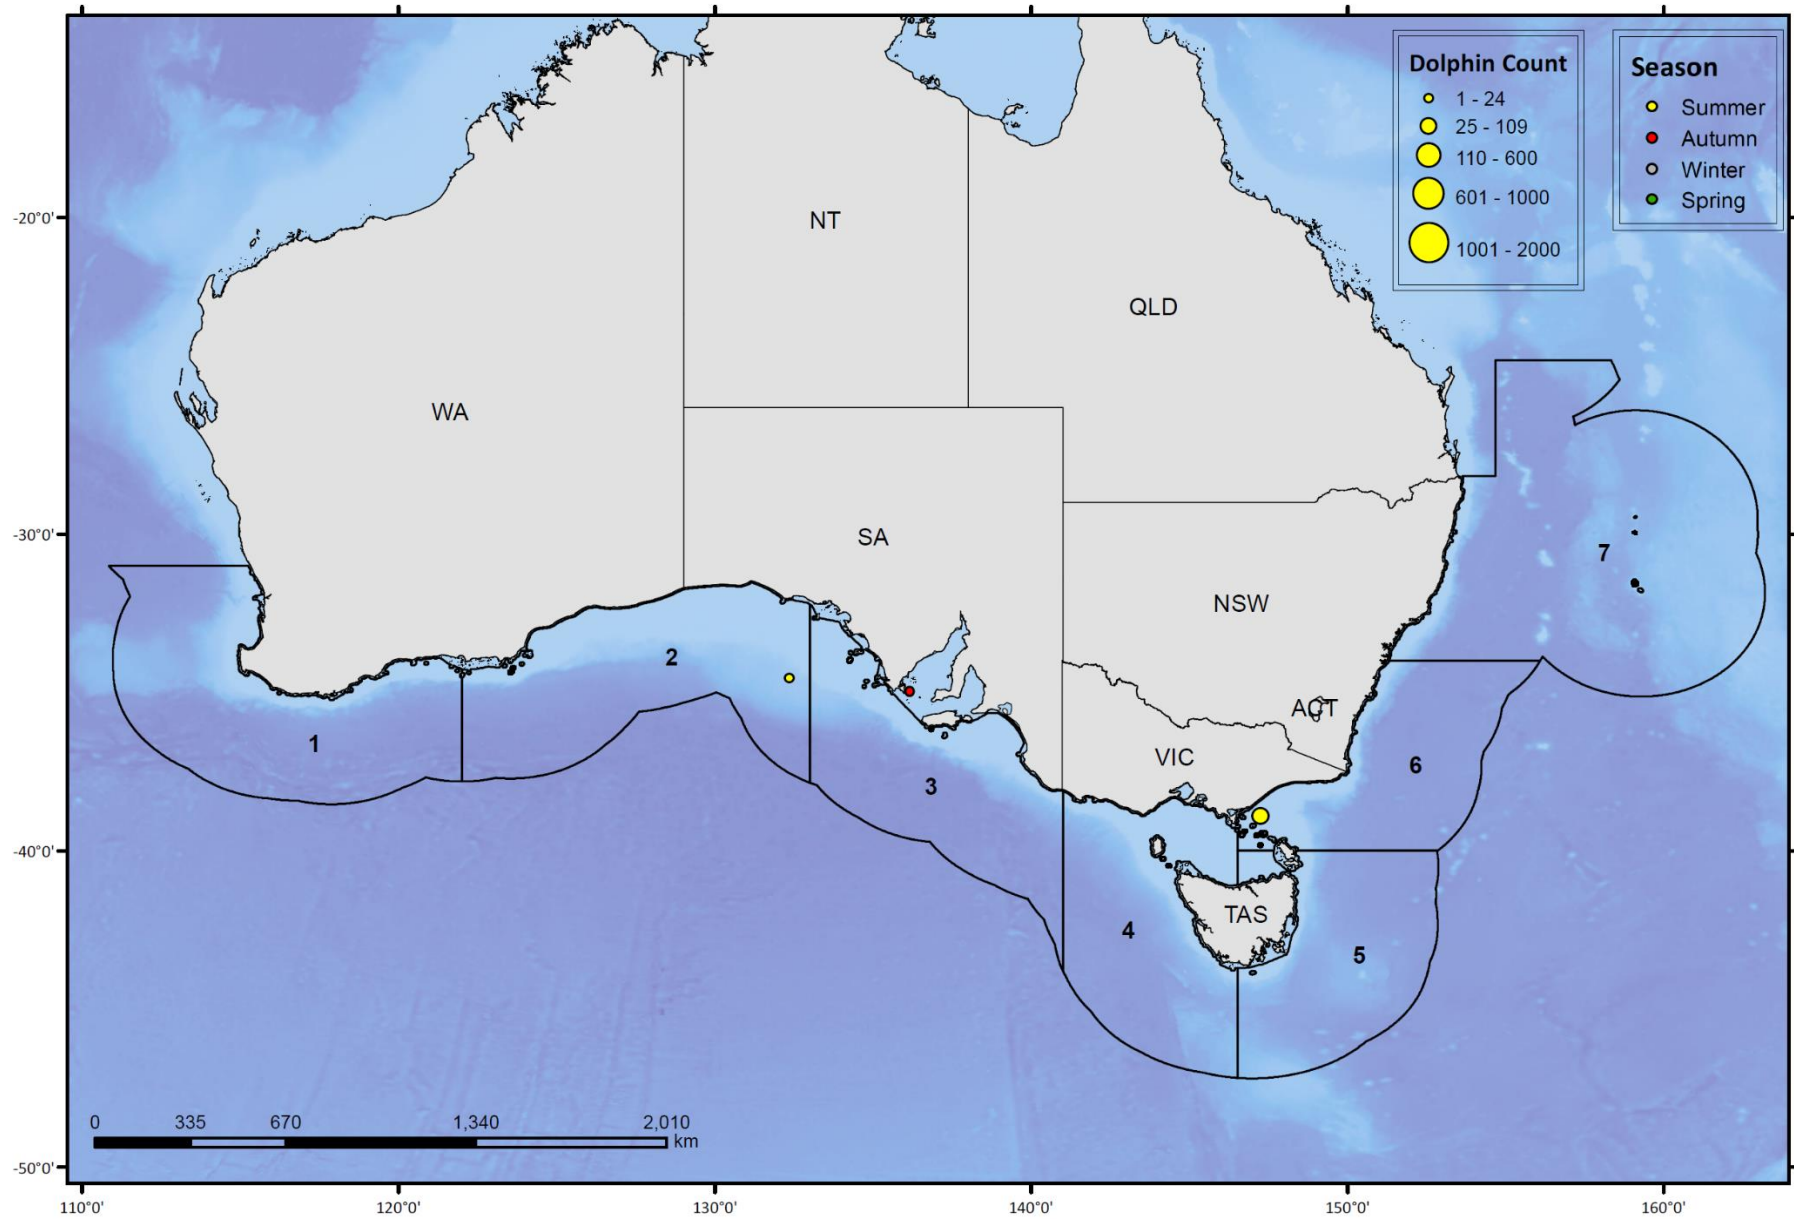 Dolphin Count
1 - 24
25 - 109
110 - 600
601 - 1000
1001 - 2000
Season
Summer
Autumn
Winter
Spring
-20°0'
-30°0'
-40°0'
-50°0'
NT
QLD
WA
SA
NSW
ACT
VIC
TAS
1
2
3
4
5
6
7
0 335 670 1,340 2,010
km
110°0' 120°0' 130°0' 140°0' 150°0' 160°0'